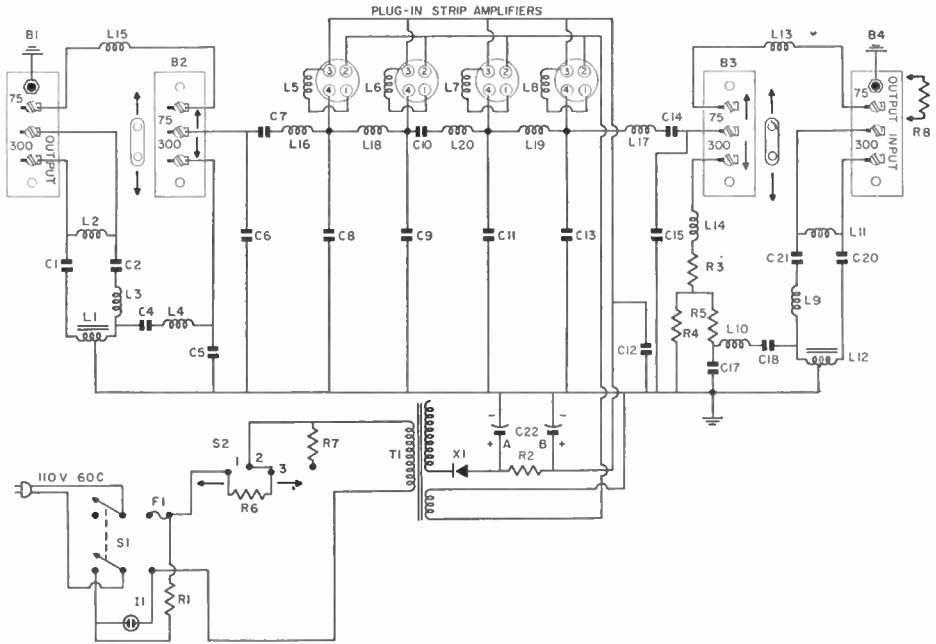 PLUG-IN STRIP AMPLIFIERS
B1
L15
B2
L13
B3
B4
75
300
OUTPUT
75
300
L5
3 2
4 1
L6
3 2
4 1
L7
3 2
4 1
L8
3 2
4 1
75
300
75
300
OUTPUT
INPUT
R8
C7
L16
L18
C10
L20
L19
L17
C14
L2
C1
C2
L3
L1
C4
L4
C5
C6
C8
C9
C11
C13
C15
L14
R3
R4
R5
L10
C17
C18
L11
C21
C20
L9
L12
C12
S2
1
2
3
R7
R6
T1
X1
-
-
C22
+
A
B
+
R2
110V 60C
F1
S1
I1
R1